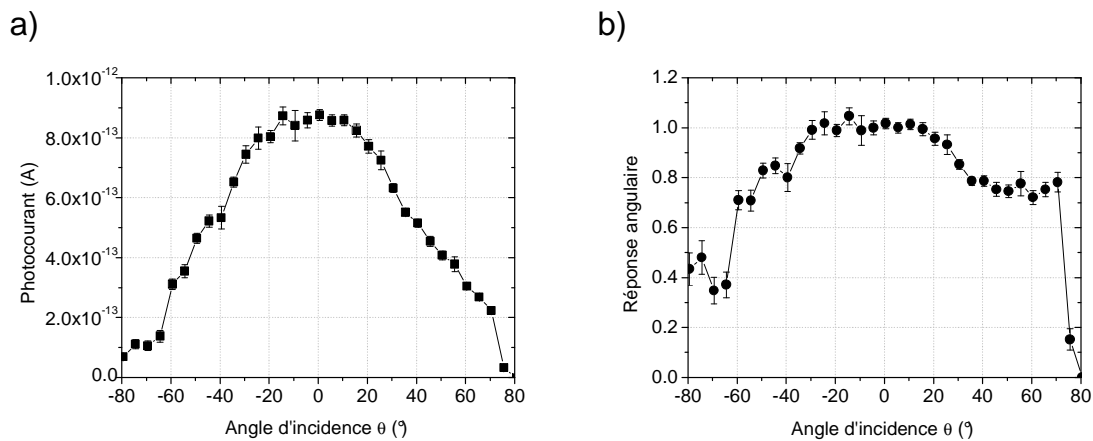 a)
b)
1.0x10-12
8.0x10-13
6.0x10-13
4.0x10-13
2.0x10-13
0.0
Photocourant (A)
-80 -60 -40 -20 0 20 40 60 80
Angle d'incidence θ (°)
1.2
1.0
0.8
0.6
0.4
0.2
0.0
Réponse angulaire
-80 -60 -40 -20 0 20 40 60 80
Angle d'incidence θ (°)